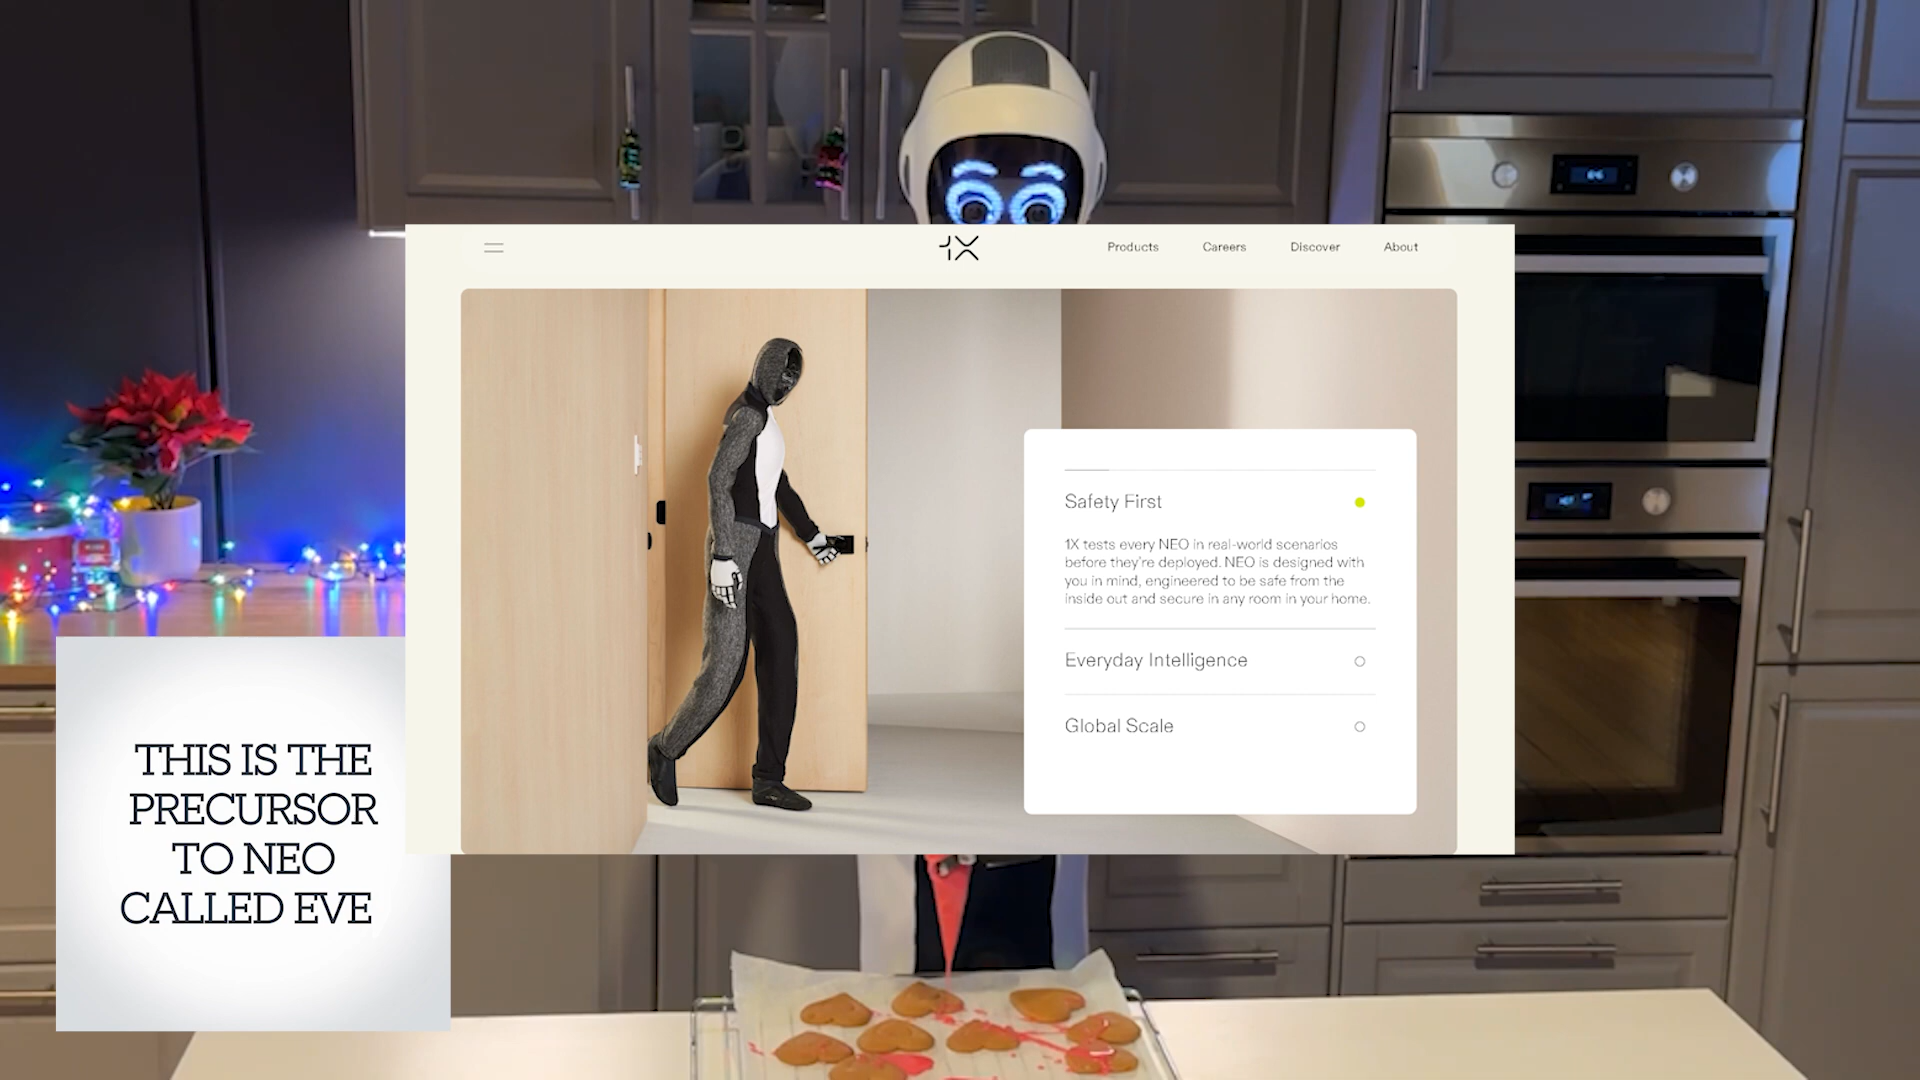 1X
Products
Careers
Discover
About
Safety First
1X tests every NEO in real-world scenarios
before they're deployed. NEO is designed with
you in mind, engineered to be safe from the
inside out and secure in any room in your home.
Everyday Intelligence
Global Scale
THIS IS THE
PRECURSOR
TO NEO
CALLED EVE